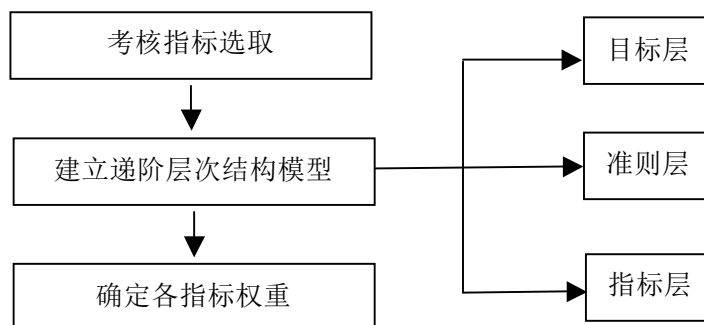 考核指标选取
目标层
建立递阶层次结构模型
准则层
确定各指标权重
指标层